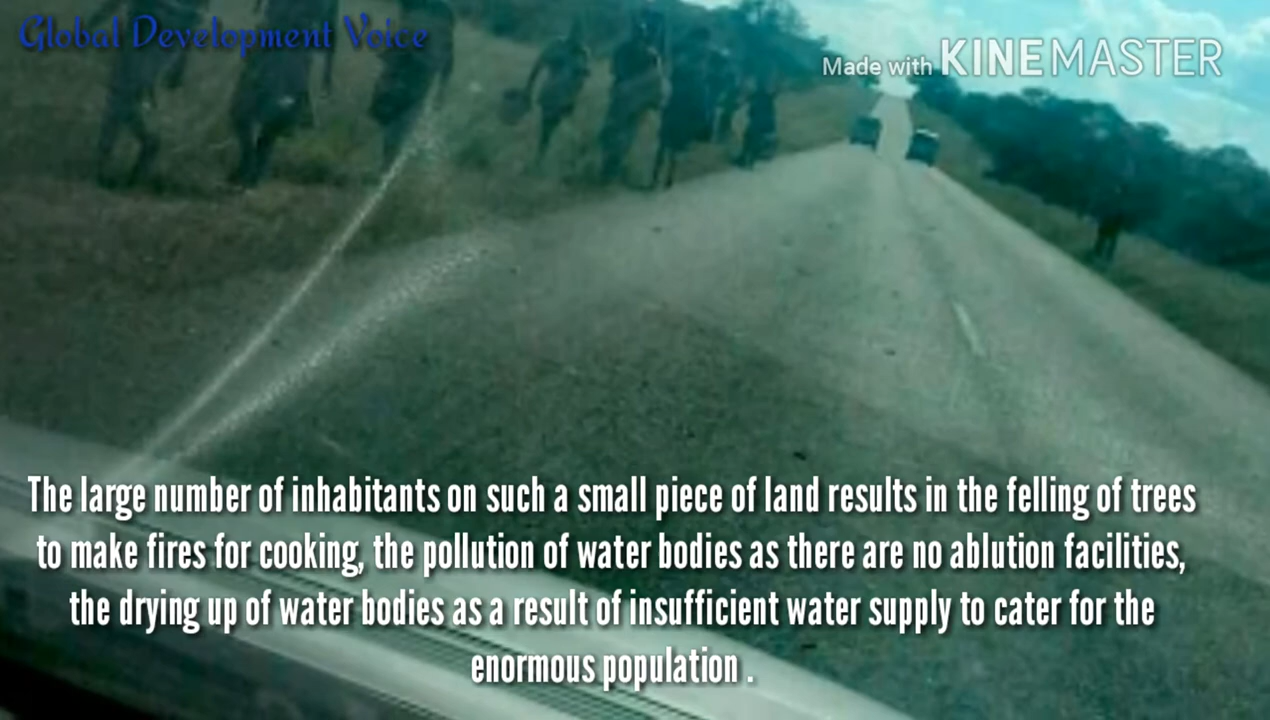 Global Development Voice
Made with KINEMASTER
The large number of inhabitants on such a small piece of land results in the felling of trees
to make fires for cooking, the pollution of water bodies as there are no ablution facilities,
the drying up of water bodies as a result of insufficient water supply to cater for the
enormous population .